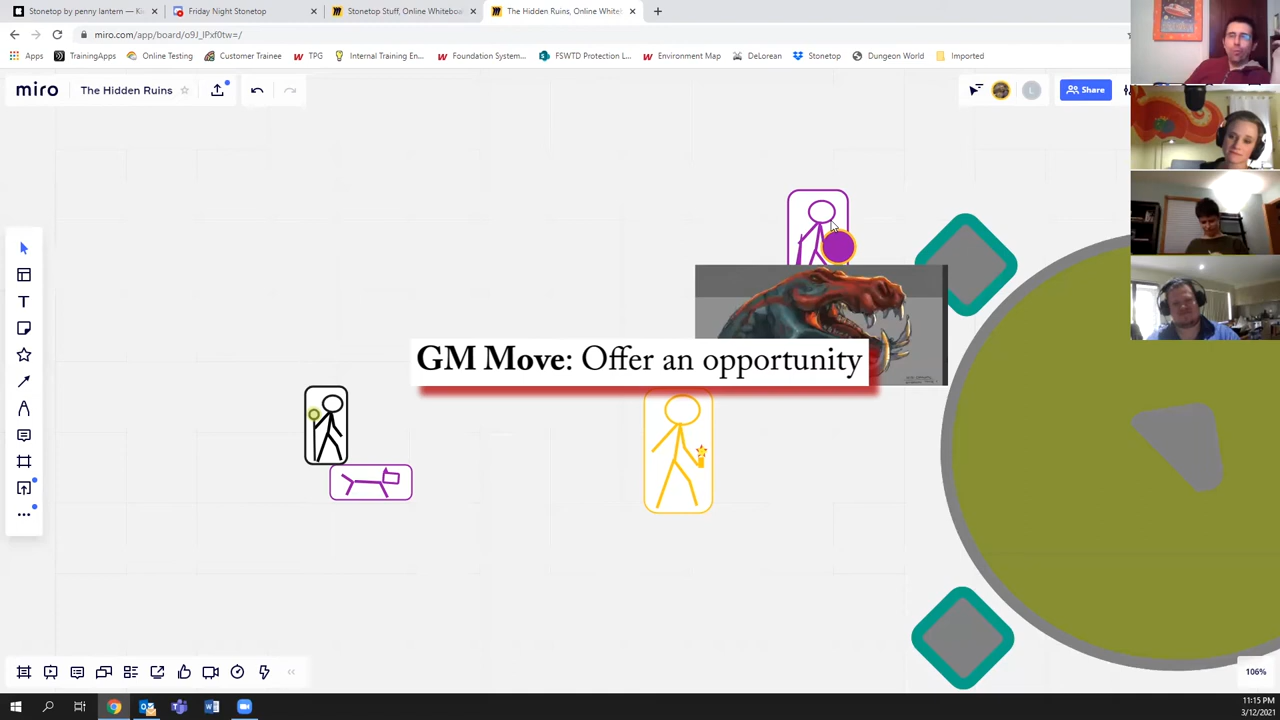 Stonetop by penny lantern — Ki
Friday Night Stonetop
Stonetop Stuff, Online Whiteboa
The Hidden Ruins, Online White
miro.com/app/board/o9J_lPxf0tw=/
Apps
TrainingApps
Online Testing
Customer Trainee
TPG
Internal Training En...
Foundation System...
FSWTD Protection L...
Environment Map
DeLorean
Stonetop
Dungeon World
Imported
miro
The Hidden Ruins
L
Share
GM Move: Offer an opportunity
106%
11:15 PM
3/12/2021